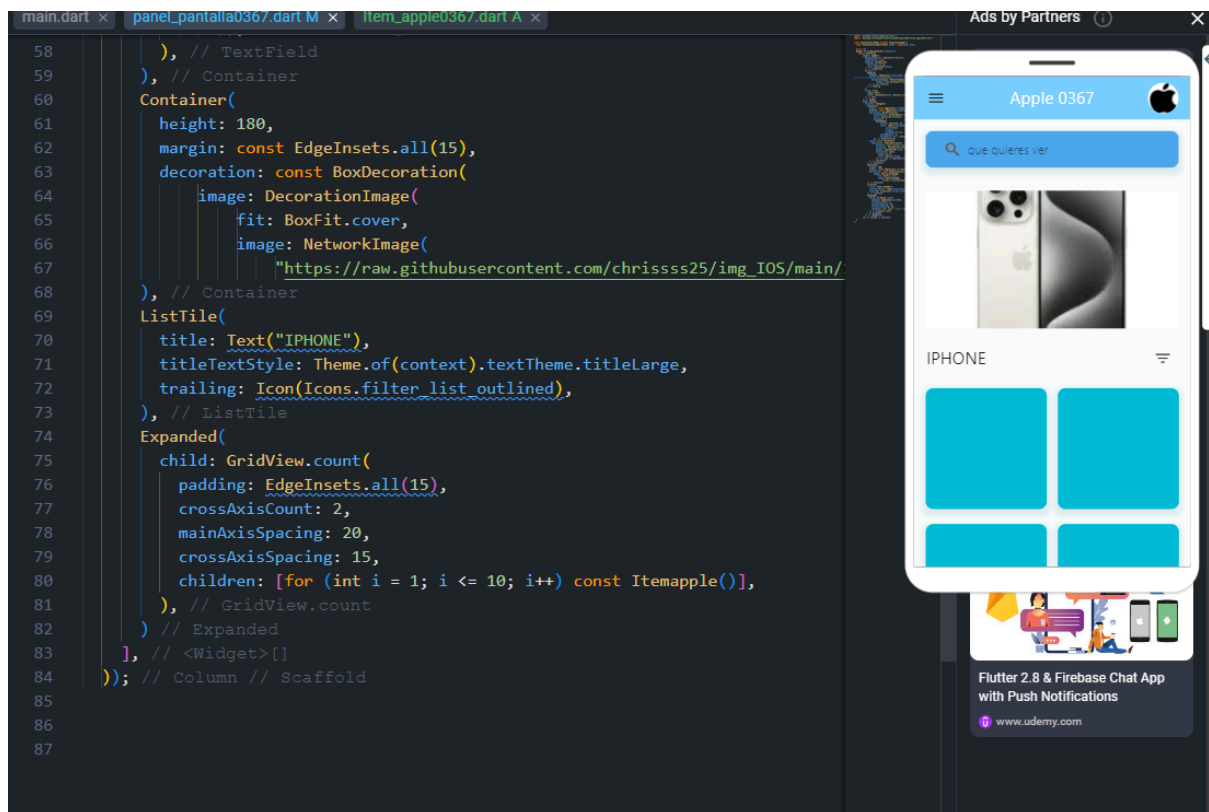 main.dart × panel_pantalla0367.dart M × Item_apple0367.dart A ×
58 ), // TextField
59 ), // Container
60 Container(
61 height: 180,
62 margin: const EdgeInsets.all(15),
63 decoration: const BoxDecoration(
64 image: DecorationImage(
65 fit: BoxFit.cover,
66 image: NetworkImage(
67 "https://raw.githubusercontent.com/chrissss25/img_IOS/main/
68 ), // Container
69 ListTile(
70 title: Text("IPHONE"),
71 titleTextStyle: Theme.of(context).textTheme.titleLarge,
72 trailing: Icon(Icons.filter_list_outlined),
73 ), // ListTile
74 Expanded(
75 child: GridView.count(
76 padding: EdgeInsets.all(15),
77 crossAxisCount: 2,
78 mainAxisSpacing: 20,
79 crossAxisSpacing: 15,
80 children: [for (int i = 1; i <= 10; i++) const Itemapple()],
81 ), // GridView.count
82 ) // Expanded
83 ], // <Widget>[]
84 )); // Column // Scaffold
85
86
87
Ads by Partners
Apple 0367
que quieres ver
IPHONE
Flutter 2.8 & Firebase Chat App
with Push Notifications
www.udemy.com